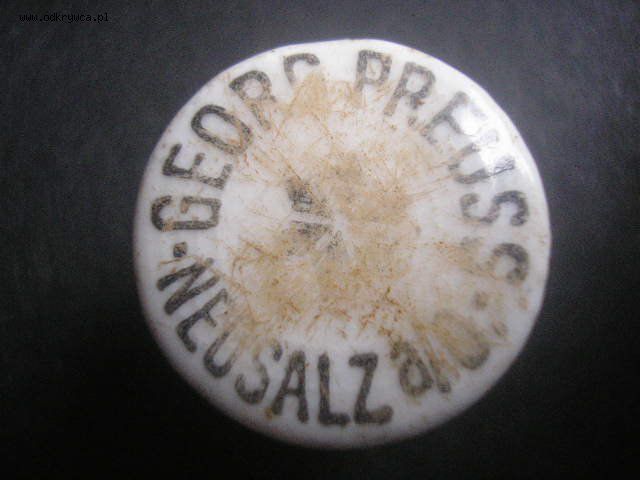 www.odkrywca.pl
GEORG PREUSS
NEUSALZ a/O.